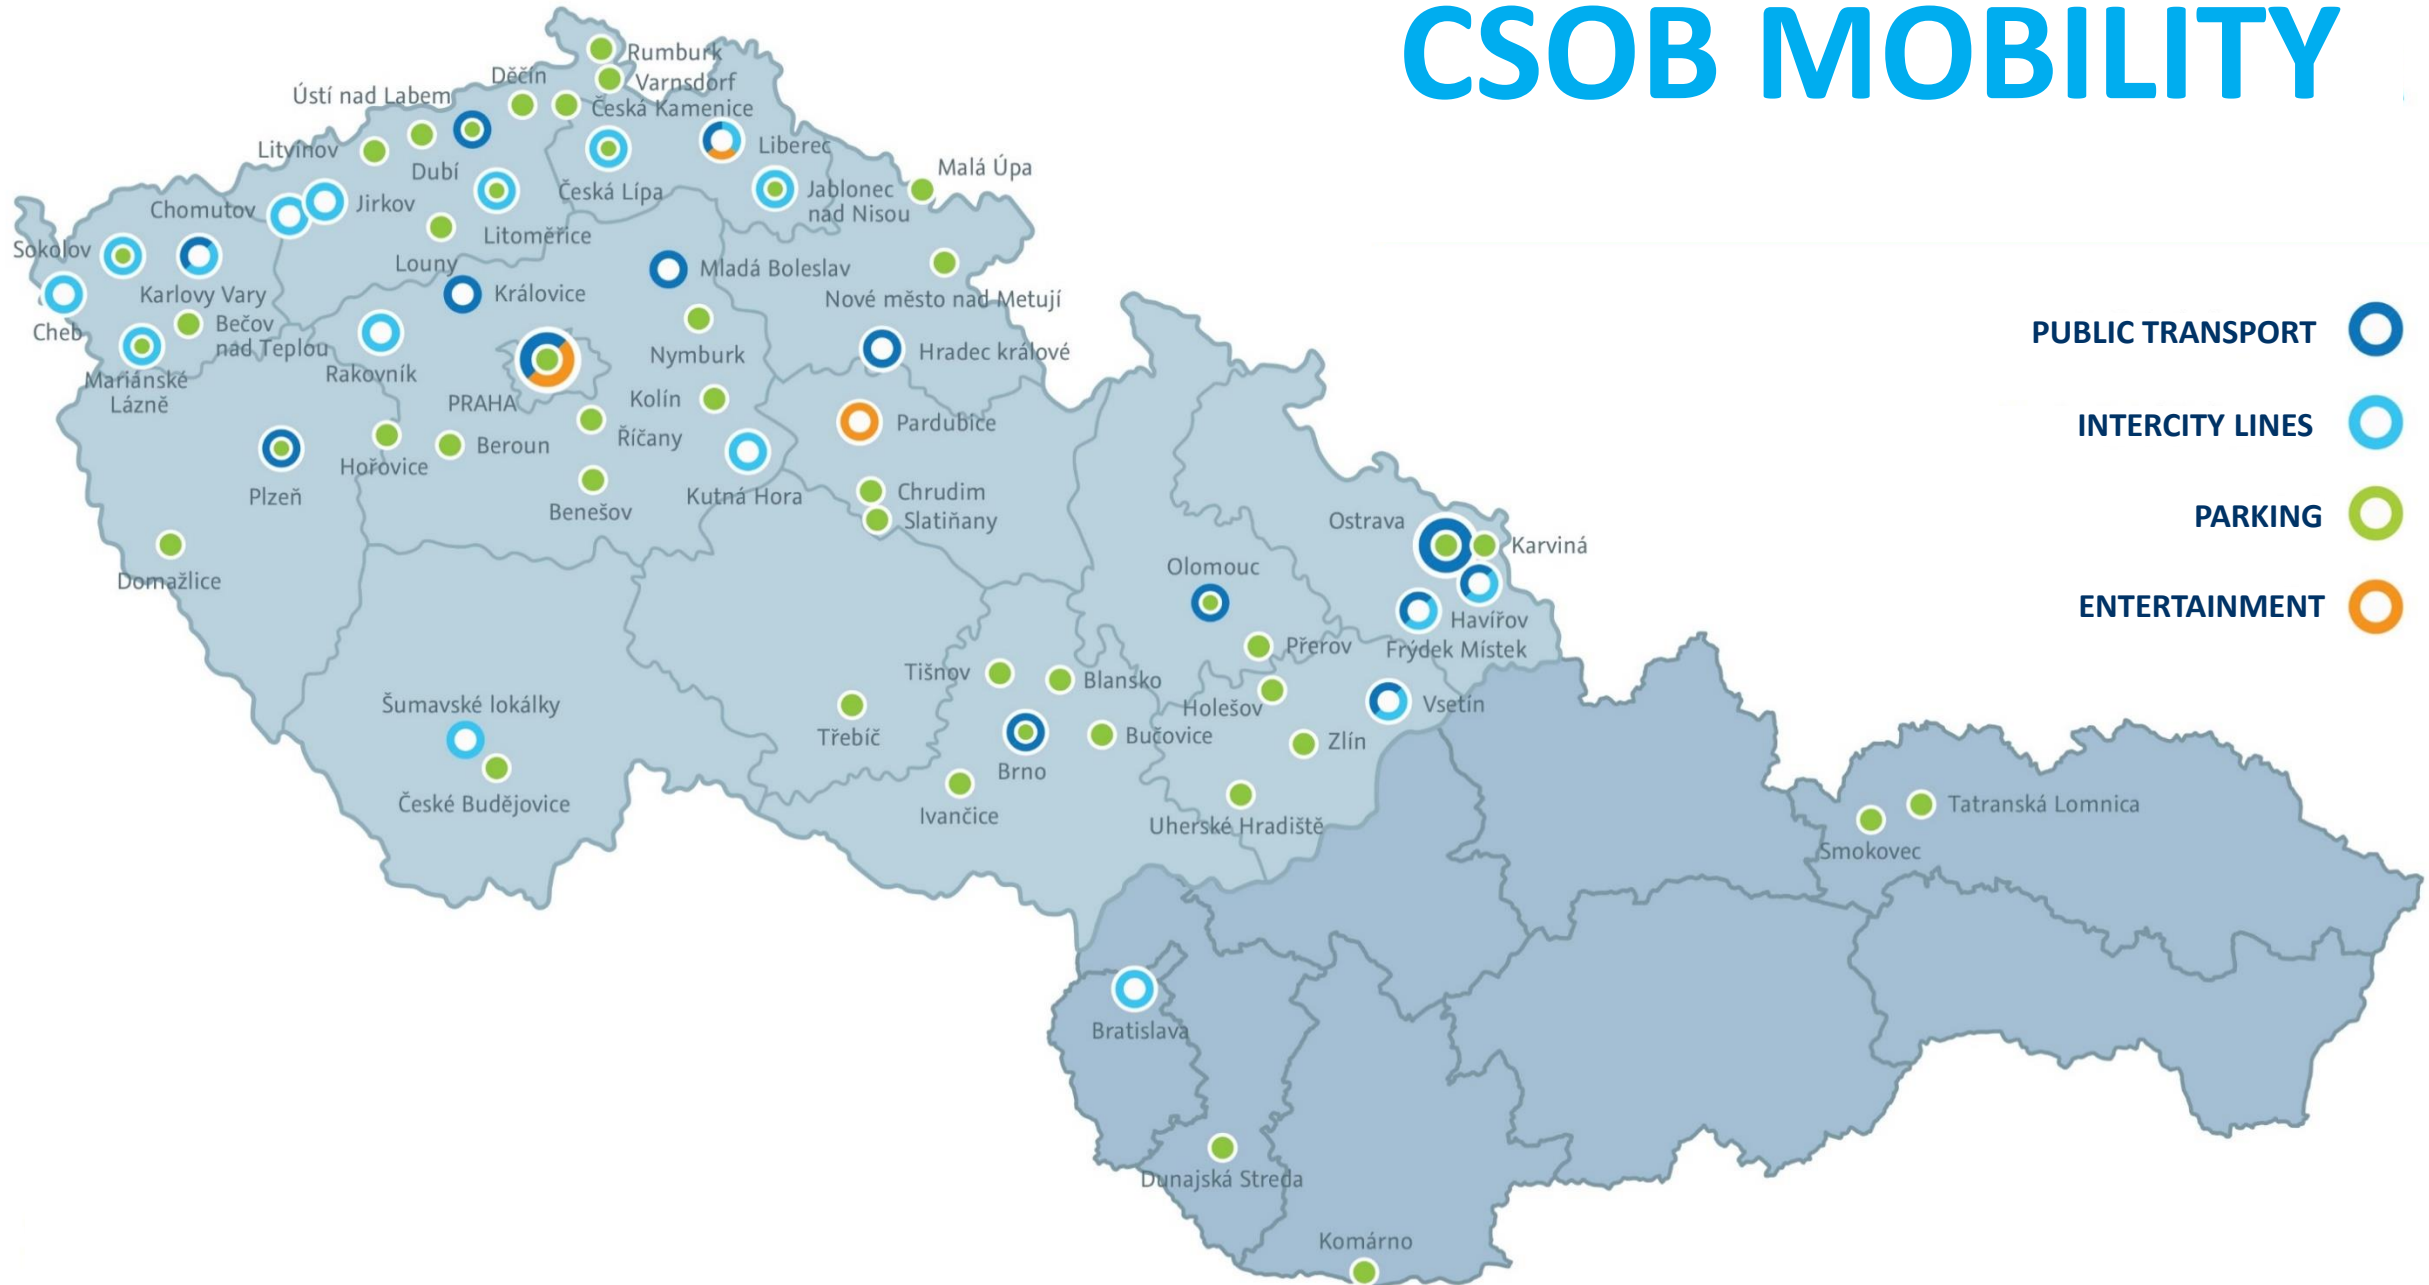 CSOB MOBILITY
Rumburk
Děčín
Varnsdorf
Ústí nad Labem
Česká Kamenice
Litvínov
Liberec
Dubí
Malá Úpa
Česká Lípa
Jablonec
nad Nisou
Chomutov
Jirkov
Litoměřice
Sokolov
Louny
Mladá Boleslav
Karlovy Vary
Královice
Nové město nad Metují
Cheb
Bečov
nad Teplou
Nymburk
Hradec králové
Rakovník
Mariánské
Lázně
PRAHA
Kolín
Říčany
Pardubice
Beroun
Hořovice
Plzeň
Kutná Hora
Benešov
Chrudim
Slatiňany
Domažlice
Ostrava
Karviná
Olomouc
Havířov
Přerov
Frýdek Místek
Tišnov
Blansko
Šumavské lokálky
Holešov
Vsetín
Třebíč
Bučovice
Zlín
Brno
České Budějovice
Ivančice
Uherské Hradiště
Tatranská Lomnica
Smokovec
Bratislava
Dunajská Streda
Komárno
PUBLIC TRANSPORT
INTERCITY LINES
PARKING
ENTERTAINMENT